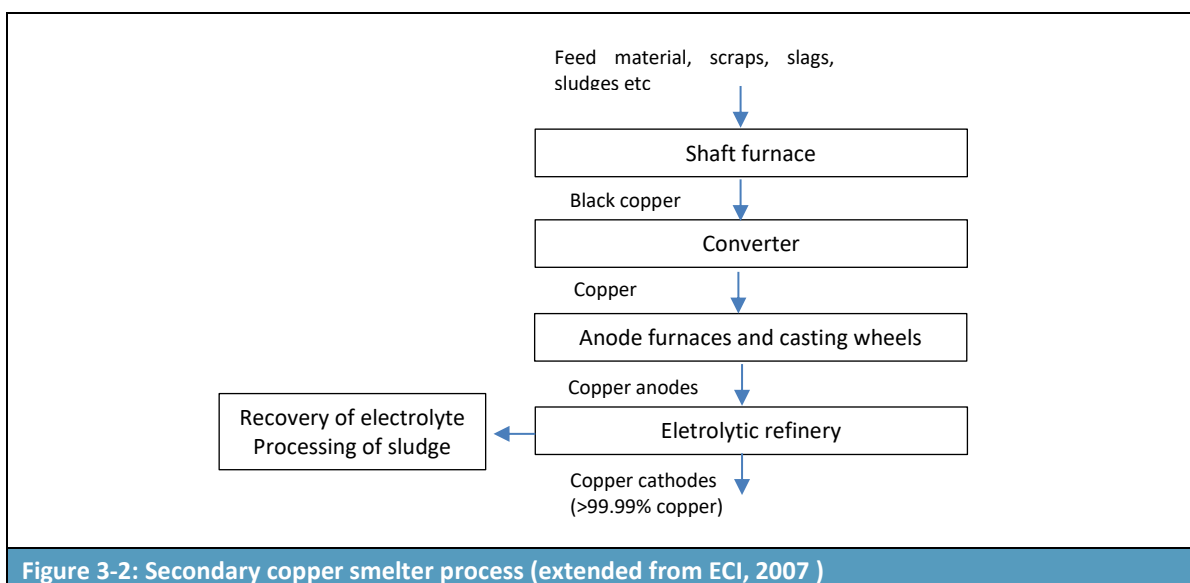 Feed material, scraps, slags,
sludges etc
Shaft furnace
Black copper
Converter
Copper
Anode furnaces and casting wheels
Copper anodes
Recovery of electrolyte
Processing of sludge
Eletrolytic refinery
Copper cathodes
(>99.99% copper)
Figure 3-2: Secondary copper smelter process (extended from ECI, 2007 )